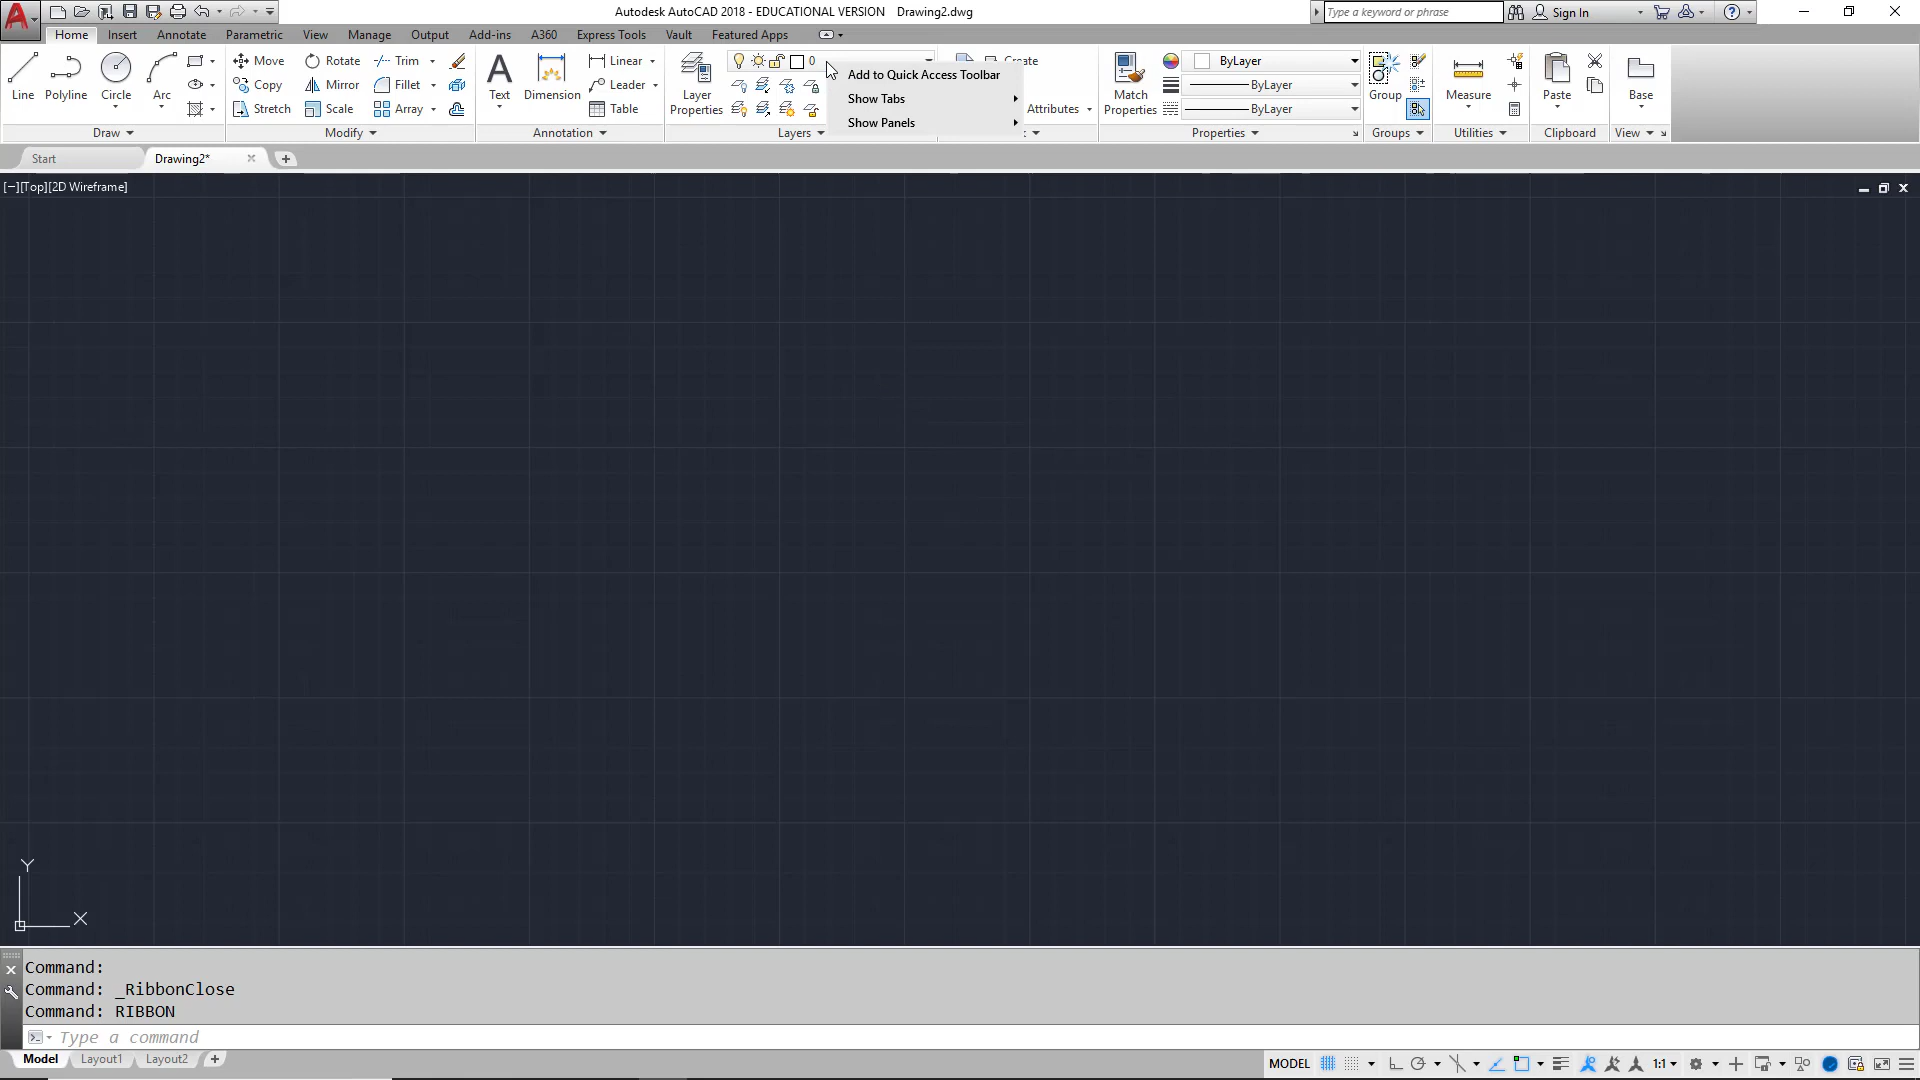 Autodesk AutoCAD 2018 - EDUCATIONAL VERSION Drawing2.dwg
Type a keyword or phrase
Sign In
Home Insert Annotate Parametric View Manage Output Add-ins A360 Express Tools Vault Featured Apps
Line
Polyline
Circle
Arc
Draw
Move Rotate Trim
Copy Mirror Fillet
Stretch Scale Array
Modify
Text
Dimension
Linear
Leader
Table
Annotation
Layer
Properties
0
Layers
Add to Quick Access Toolbar
Show Tabs
Show Panels
Create
Attributes
Match
Properties
ByLayer
ByLayer
ByLayer
Properties
Group
Groups
Measure
Utilities
Paste
Clipboard
Base
View
Start
Drawing2*
[−][Top][2D Wireframe]
Y
X
Command:
Command: _RibbonClose
Command: RIBBON
Type a command
Model Layout1 Layout2
MODEL
1:1